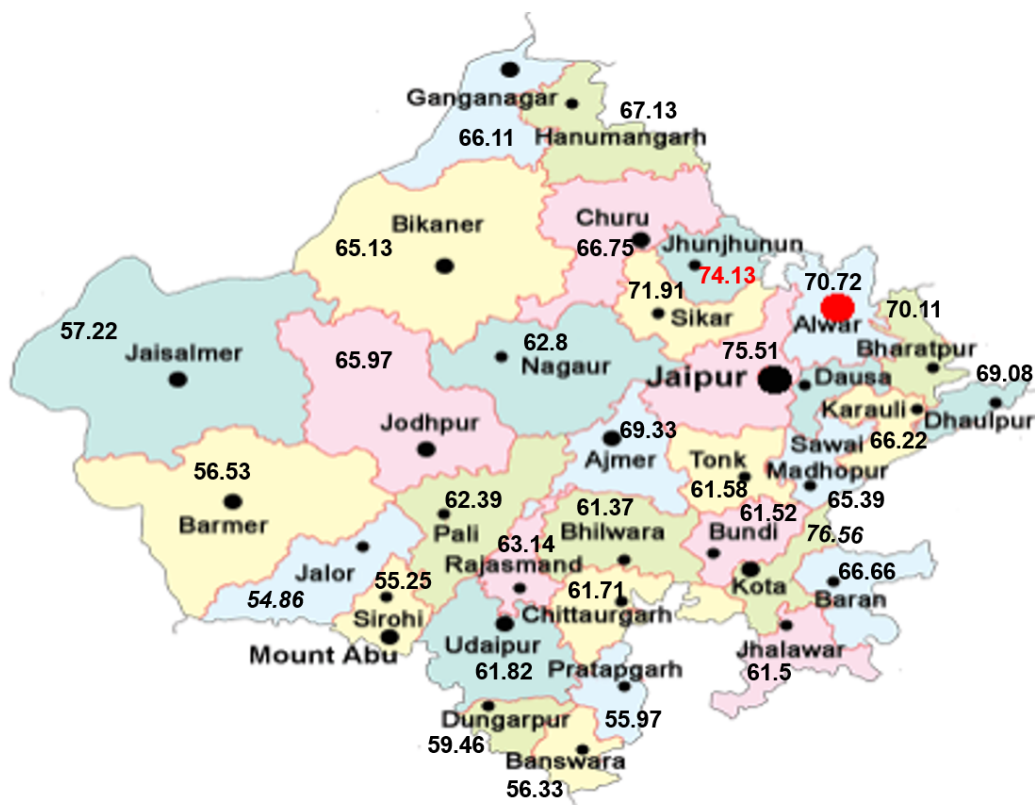 Ganganagar
66.11
67.13
Hanumangarh
Bikaner
65.13
Churu
66.75
Jhunjhunun
74.13
71.91
Sikar
70.72
Alwar
70.11
Bharatpur
57.22
Jaisalmer
65.97
Jodhpur
62.8
Nagaur
75.51
Jaipur
Dausa
69.08
Dhaulpur
Karauli
66.22
69.33
Ajmer
Tonk
61.58
Sawai
Madhopur
65.39
56.53
Barmer
62.39
Pali
61.37
Bhilwara
61.52
Bundi
76.56
Kota
63.14
Rajasmand
Jalor
54.86
55.25
Sirohi
Mount Abu
61.71
Chittaurgarh
66.66
Baran
Udaipur
61.82
Jhalawar
61.5
Pratapgarh
55.97
Dungarpur
59.46
Banswara
56.33